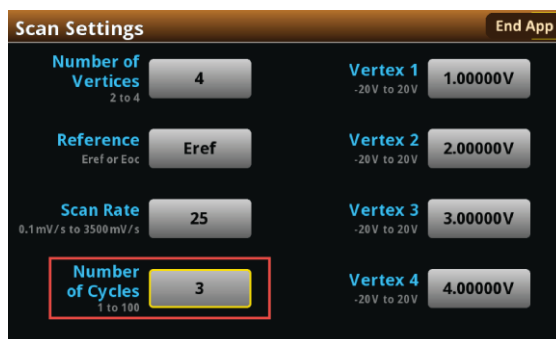 Scan Settings
End App
Number of
Vertices
2 to 4
4
Vertex 1
-20V to 20V
1.00000V
Reference
Eref or Eoc
Eref
Vertex 2
-20V to 20V
2.00000V
Scan Rate
0.1mV/s to 3500mV/s
25
Vertex 3
-20V to 20V
3.00000V
Number
of Cycles
1 to 100
3
Vertex 4
-20V to 20V
4.00000V